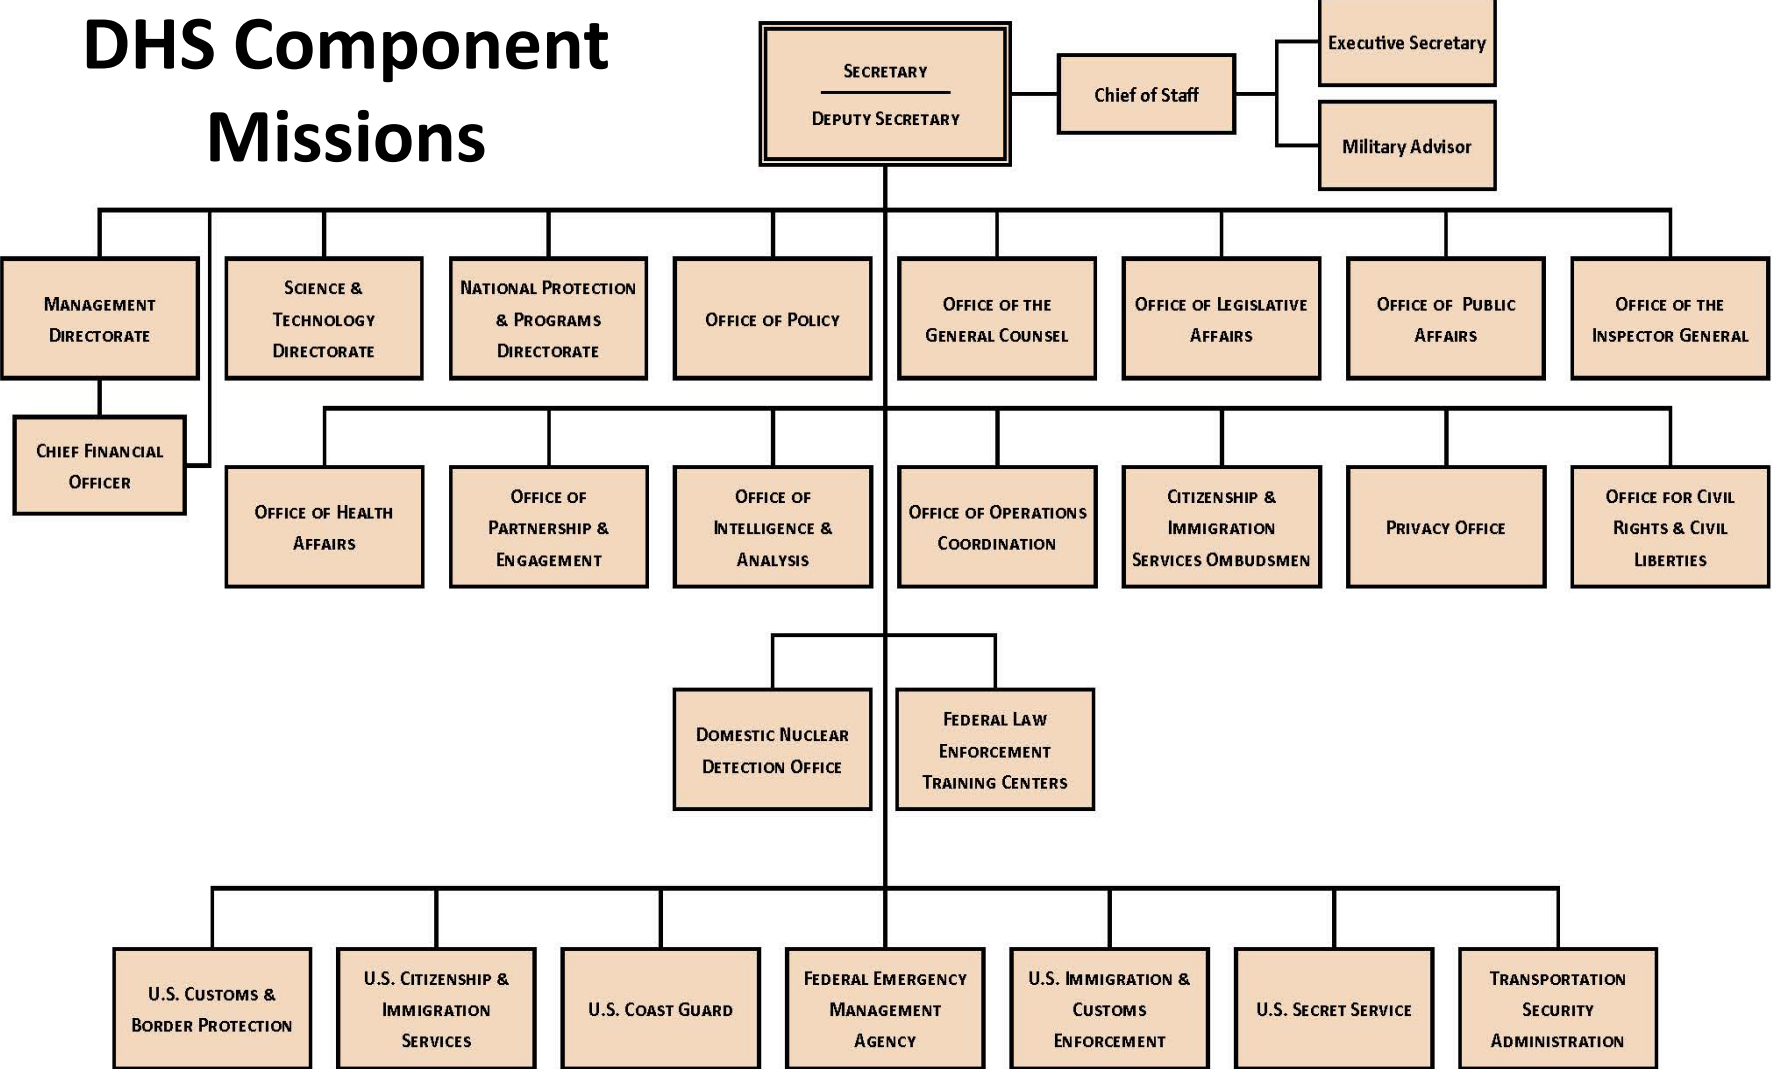 DHS Component
Missions
SECRETARY
DEPUTY SECRETARY
Chief of Staff
Executive Secretary
Military Advisor
MANAGEMENT
DIRECTORATE
SCIENCE &
TECHNOLOGY
DIRECTORATE
NATIONAL PROTECTION
& PROGRAMS
DIRECTORATE
OFFICE OF POLICY
OFFICE OF THE
GENERAL COUNSEL
OFFICE OF LEGISLATIVE
AFFAIRS
OFFICE OF PUBLIC
AFFAIRS
OFFICE OF THE
INSPECTOR GENERAL
CHIEF FINANCIAL
OFFICER
OFFICE OF HEALTH
AFFAIRS
OFFICE OF
PARTNERSHIP &
ENGAGEMENT
OFFICE OF
INTELLIGENCE &
ANALYSIS
OFFICE OF OPERATIONS
COORDINATION
CITIZENSHIP &
IMMIGRATION
SERVICES OMBUDSMEN
PRIVACY OFFICE
OFFICE FOR CIVIL
RIGHTS & CIVIL
LIBERTIES
DOMESTIC NUCLEAR
DETECTION OFFICE
FEDERAL LAW
ENFORCEMENT
TRAINING CENTERS
U.S. CUSTOMS &
BORDER PROTECTION
U.S. CITIZENSHIP &
IMMIGRATION
SERVICES
U.S. COAST GUARD
FEDERAL EMERGENCY
MANAGEMENT
AGENCY
U.S. IMMIGRATION &
CUSTOMS
ENFORCEMENT
U.S. SECRET SERVICE
TRANSPORTATION
SECURITY
ADMINISTRATION